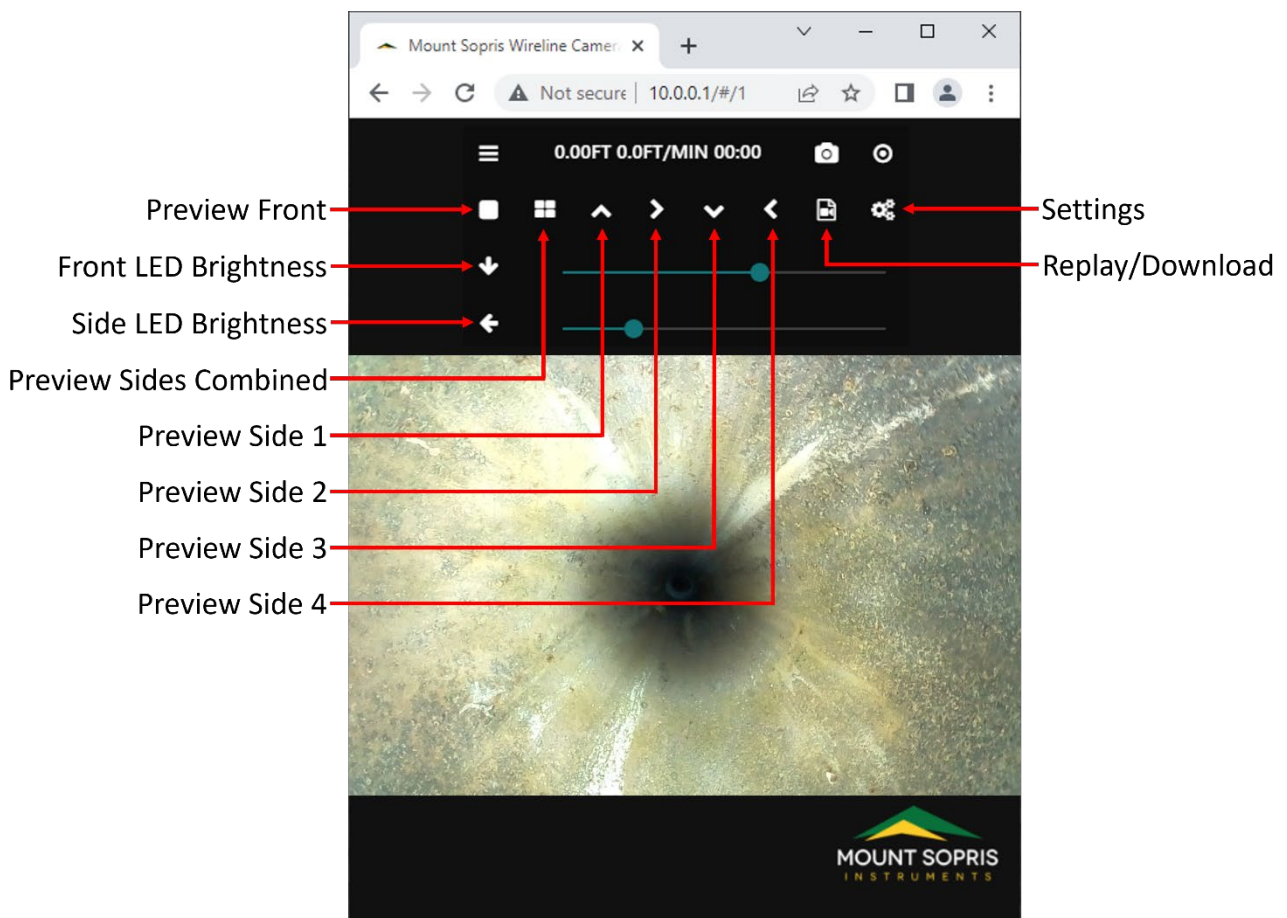 Mount Sopris Wireline Camer
Not secure 10.0.0.1/#/1
0.00FT 0.0FT/MIN 00:00
Preview Front
Settings
Front LED Brightness
Replay/Download
Side LED Brightness
Preview Sides Combined
Preview Side 1
Preview Side 2
Preview Side 3
Preview Side 4
MOUNT SOPRIS
INSTRUMENTS